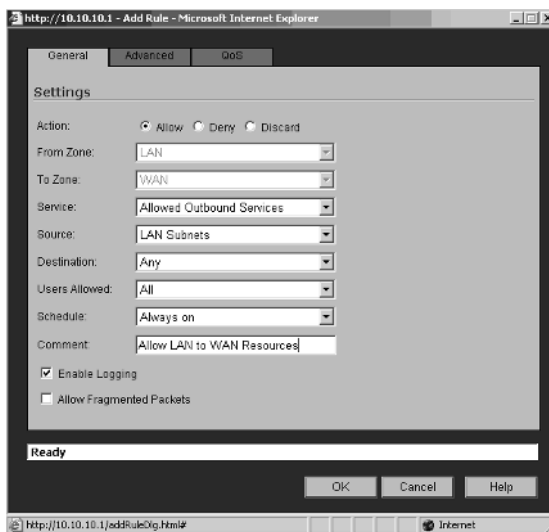 http://10.10.10.1 - Add Rule - Microsoft Internet Explorer
General Advanced QoS
Settings
Action: Allow Deny Discard
From Zone: LAN
To Zone: WAN
Service: Allowed Outbound Services
Source: LAN Subnets
Destination: Any
Users Allowed: All
Schedule: Always on
Comment: Allow LAN to WAN Resources
Enable Logging
Allow Fragmented Packets
Ready
OK Cancel Help
http://10.10.10.1/addRuleDlg.html# Internet